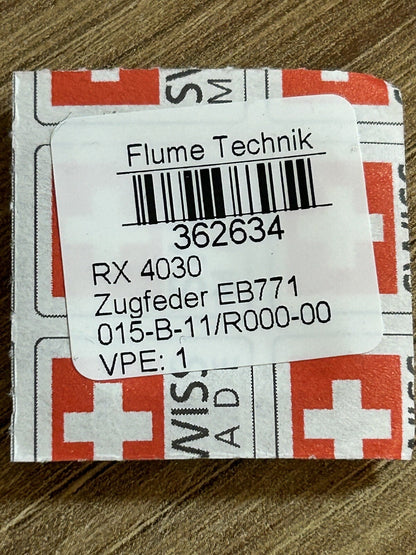 Flume Technik
362634
RX 4030
Zugfeder EB771
015-B-11/R000-00
VPE: 1